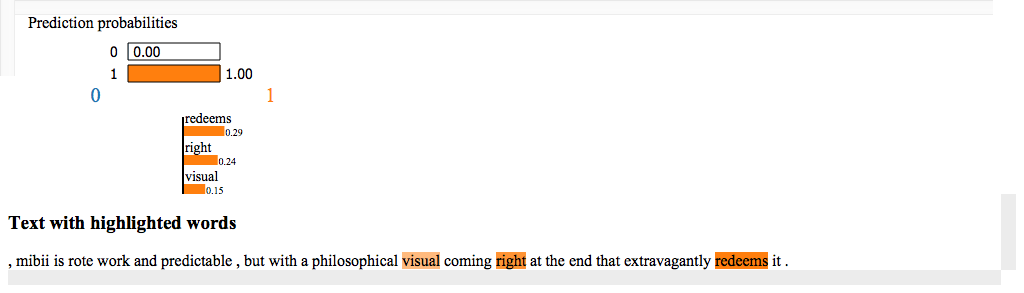 Prediction probabilities
0 0.00
1 1.00
0 1
redeems
0.29
right
0.24
visual
0.15
Text with highlighted words
, mibii is rote work and predictable , but with a philosophical visual coming right at the end that extravagantly redeems it .